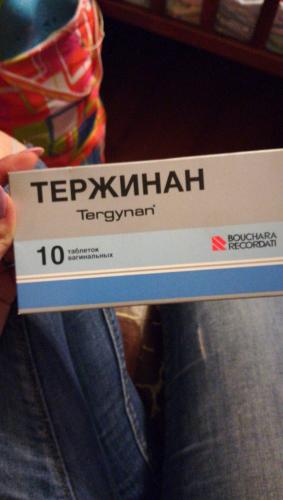 ТЕРЖИНАН
Tergynan®
10 таблеток
вагинальных
BOUCHARA
RECORDATI